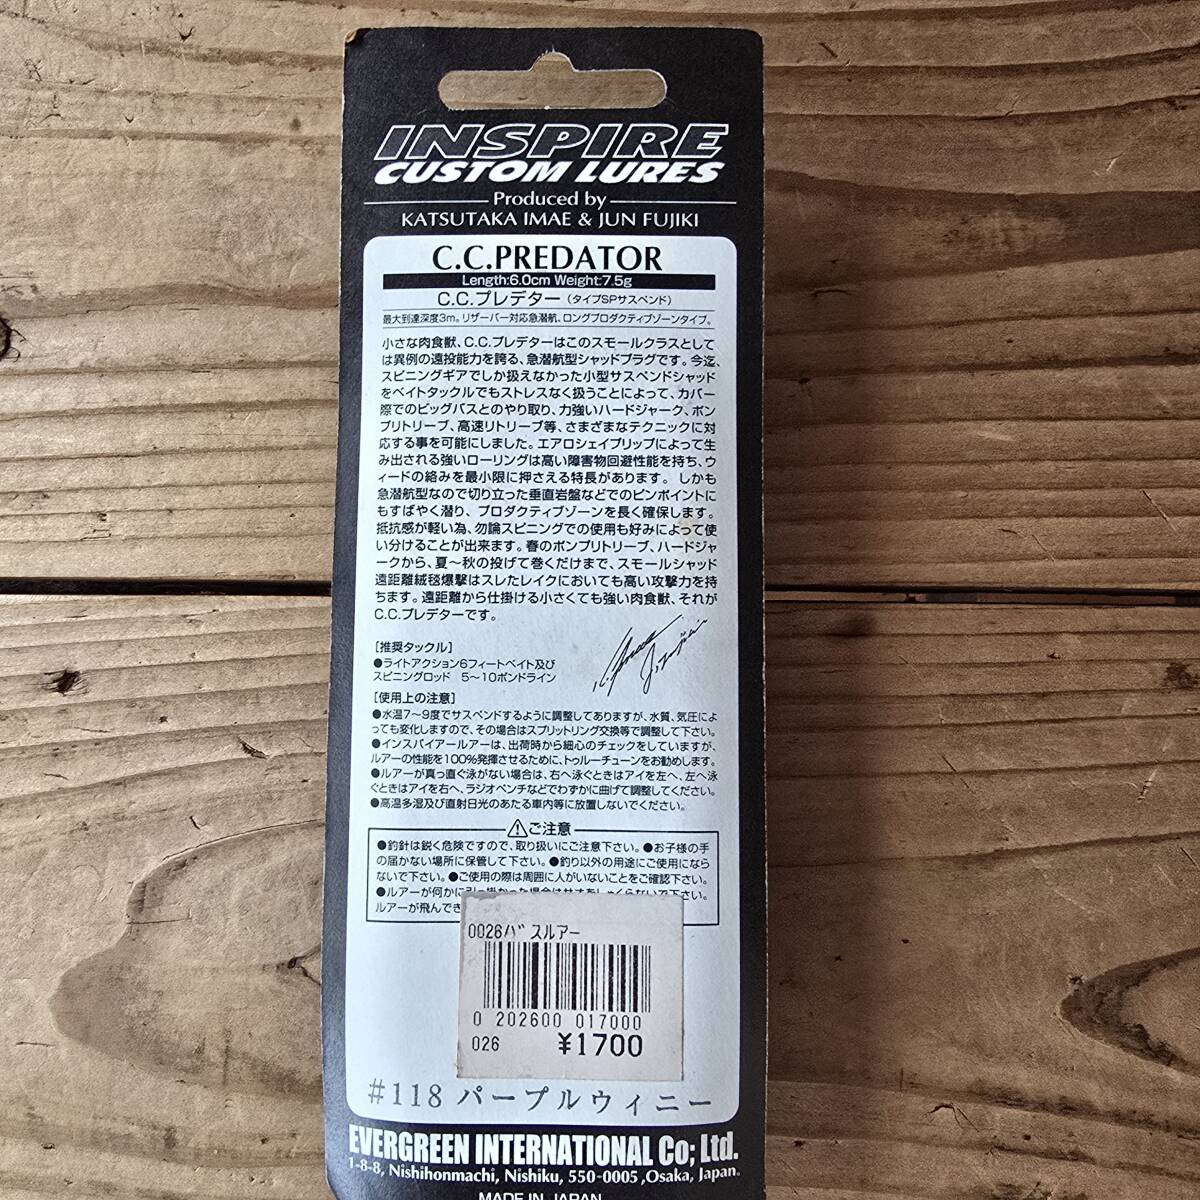 INSPIRE
CUSTOM LURES
Produced by
KATSUTAKA IMAE & JUN FUJIKI
C.C.PREDATOR
Length:6.0cm Weight:7.5g
C.C.プレデター（タイプSPサスペンド）
最大到達深度3m。リザーバー対応急潜航、ロングプロダクティブゾーンタイプ。
小さな肉食獣、C.C.プレデターはこのスモールクラスとして
は異例の遠投能力を誇る、急潜航型シャッドプラグです。今迄、
スピニングギアでしか扱えなかった小型サスペンドシャッド
をベイトタックルでもストレスなく扱うことによって、カバー
際でのビッグバスとのやり取り、力強いハードジャーク、ポン
プリトリーブ、高速リトリーブ等、さまざまなテクニックに対
応する事を可能にしました。エアロシェイプリップによって生
み出される強いローリングは高い障害物回避性能を持ち、ウ
ィードの絡みを最小限に押さえる特長があります。しかも
急潜航型なので切り立った垂直岩盤などでのピンポイントに
もすばやく潜り、プロダクティブゾーンを長く確保します。
抵抗感が軽い為、勿論スピニングでの使用も好みによって使
い分けることが出来ます。春のポンプリトリーブ、ハードジャ
ークから、夏〜秋の投げて巻くだけまで、スモールシャッド
遠距離絨毯爆撃はスレたレイクにおいても高い攻撃力を持
ちます。遠距離から仕掛ける小さくても強い肉食獣、それが
C.C.プレデターです。
［推奨タックル］
●ライトアクション6フィートベイト及び
スピニングロッド　5〜10ポンドライン
［使用上の注意］
●水温7〜9度でサスペンドするように調整してありますが、水質、気圧によ
っても変化しますので、その場合はスプリットリング交換等で調整して下さい。
●インスパイアールアーは、出荷時から細心のチェックをしていますが、
ルアーの性能を100%発揮させるために、トゥルーチューンをお勧めします。
●ルアーが真っ直ぐ泳がない場合は、右へ泳ぐときはアイを左へ、左へ泳
ぐときはアイを右へ、ラジオペンチなどでわずかに曲げて調整してください。
●高温多湿及び直射日光のあたる車内等に放置しないでください。
⚠ご注意
●釣針は鋭く危険ですので、取り扱いにご注意下さい。●お子様の手
の届かない場所に保管して下さい。●釣り以外の用途にご使用になら
ないで下さい。●ご使用の際は周囲に人がいないことをご確認下さい。
●ルアーが何かに引っ掛かった場合は
ルアーが飛んでき
0026バスルアー
0 202600 017000
026 ¥1700
#118 パープルウィニー
EVERGREEN INTERNATIONAL Co; Ltd.
1-8-8, Nishihonmachi, Nishiku, 550-0005 ,Osaka, Japan.
MADE IN JAPAN